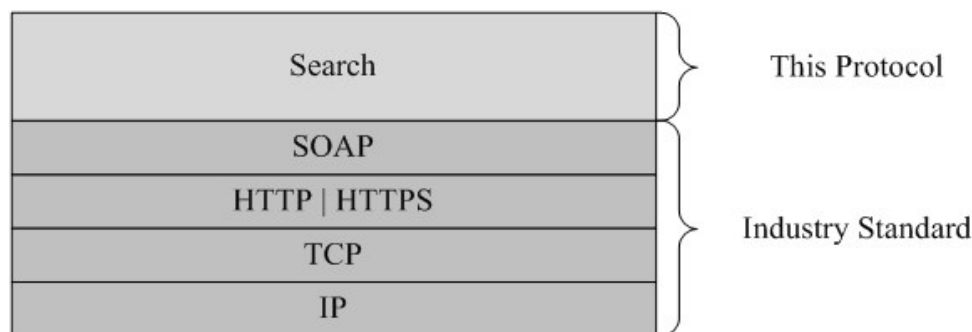 Search
This Protocol
SOAP
HTTP | HTTPS
Industry Standard
TCP
IP